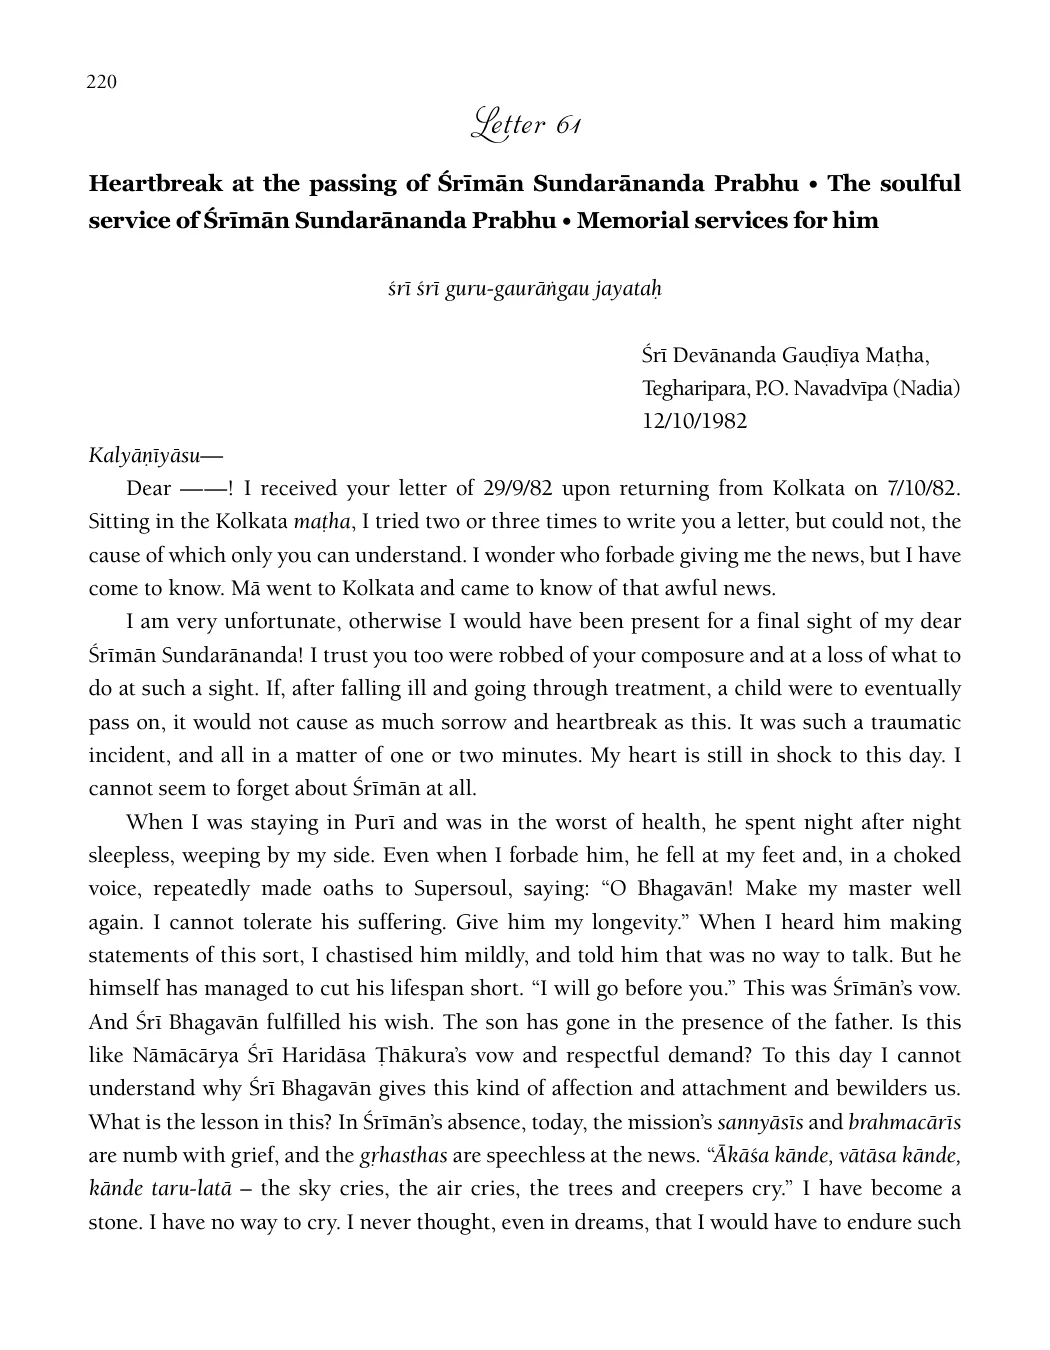 220
Letter 61
Heartbreak at the passing of Śrīmān Sundarānanda Prabhu • The soulful
service of Śrīmān Sundarānanda Prabhu • Memorial services for him
śrī śrī guru-gaurāṅgau jayataḥ
Śrī Devānanda Gauḍīya Maṭha,
Tegharipara, P.O. Navadvīpa (Nadia)
12/10/1982
Kalyāṇīyāsu—
Dear ——! I received your letter of 29/9/82 upon returning from Kolkata on 7/10/82.
Sitting in the Kolkata maṭha, I tried two or three times to write you a letter, but could not, the
cause of which only you can understand. I wonder who forbade giving me the news, but I have
come to know. Mā went to Kolkata and came to know of that awful news.
I am very unfortunate, otherwise I would have been present for a final sight of my dear
Śrīmān Sundarānanda! I trust you too were robbed of your composure and at a loss of what to
do at such a sight. If, after falling ill and going through treatment, a child were to eventually
pass on, it would not cause as much sorrow and heartbreak as this. It was such a traumatic
incident, and all in a matter of one or two minutes. My heart is still in shock to this day. I
cannot seem to forget about Śrīmān at all.
When I was staying in Purī and was in the worst of health, he spent night after night
sleepless, weeping by my side. Even when I forbade him, he fell at my feet and, in a choked
voice, repeatedly made oaths to Supersoul, saying: “O Bhagavān! Make my master well
again. I cannot tolerate his suffering. Give him my longevity.” When I heard him making
statements of this sort, I chastised him mildly, and told him that was no way to talk. But he
himself has managed to cut his lifespan short. “I will go before you.” This was Śrīmān’s vow.
And Śrī Bhagavān fulfilled his wish. The son has gone in the presence of the father. Is this
like Nāmācārya Śrī Haridāsa Ṭhākura’s vow and respectful demand? To this day I cannot
understand why Śrī Bhagavān gives this kind of affection and attachment and bewilders us.
What is the lesson in this? In Śrīmān’s absence, today, the mission’s sannyāsīs and brahmacārīs
are numb with grief, and the gṛhasthas are speechless at the news. “Ākāśa kānde, vātāsa kānde,
kānde taru-latā – the sky cries, the air cries, the trees and creepers cry.” I have become a
stone. I have no way to cry. I never thought, even in dreams, that I would have to endure such